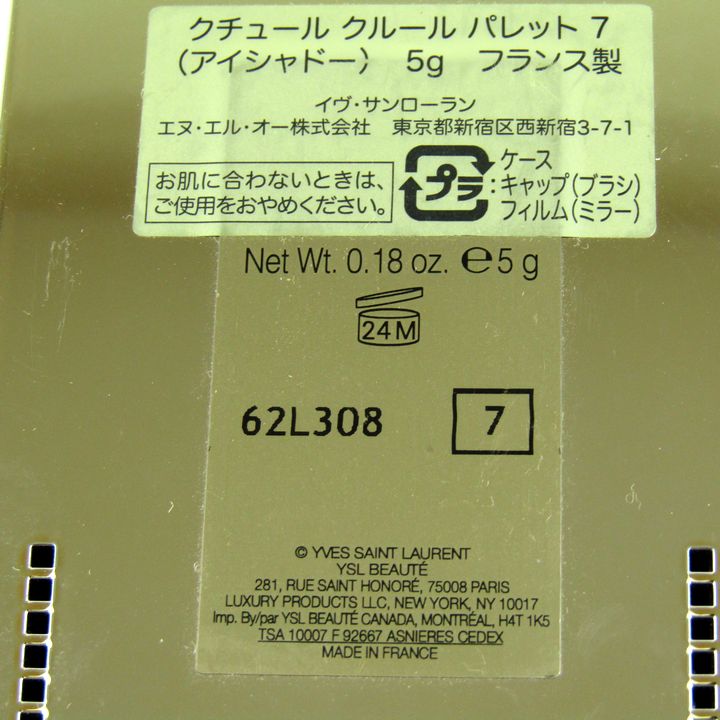 クチュール クルール パレット 7
（アイシャドー） 5g フランス製
イヴ・サンローラン
エヌ・エル・オー株式会社 東京都新宿区西新宿3-7-1
お肌に合わないときは、
ご使用をおやめください。
プラ
:
ケース
キャップ(ブラシ)
フィルム(ミラー)
Net Wt. 0.18 oz. ℮5 g
24M
62L308
7
© YVES SAINT LAURENT
YSL BEAUTÉ
281, RUE SAINT HONORÉ, 75008 PARIS
LUXURY PRODUCTS LLC, NEW YORK, NY 10017
Imp. By/par YSL BEAUTÉ CANADA, MONTRÉAL, H4T 1K5
TSA 10007 F 92667 ASNIERES CEDEX
MADE IN FRANCE